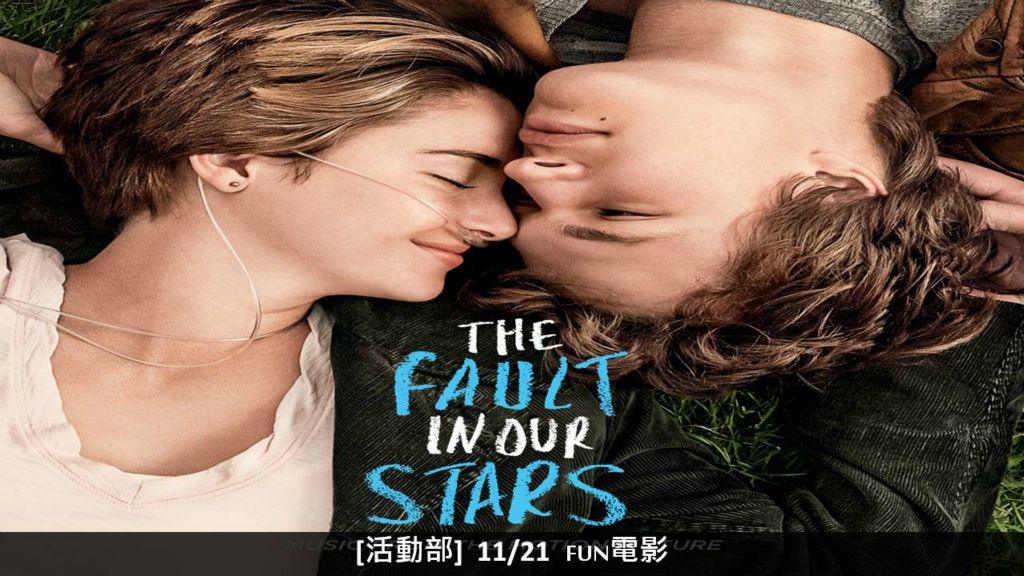 THE
FAULT
IN OUR
STARS
[活動部] 11/21 FUN電影